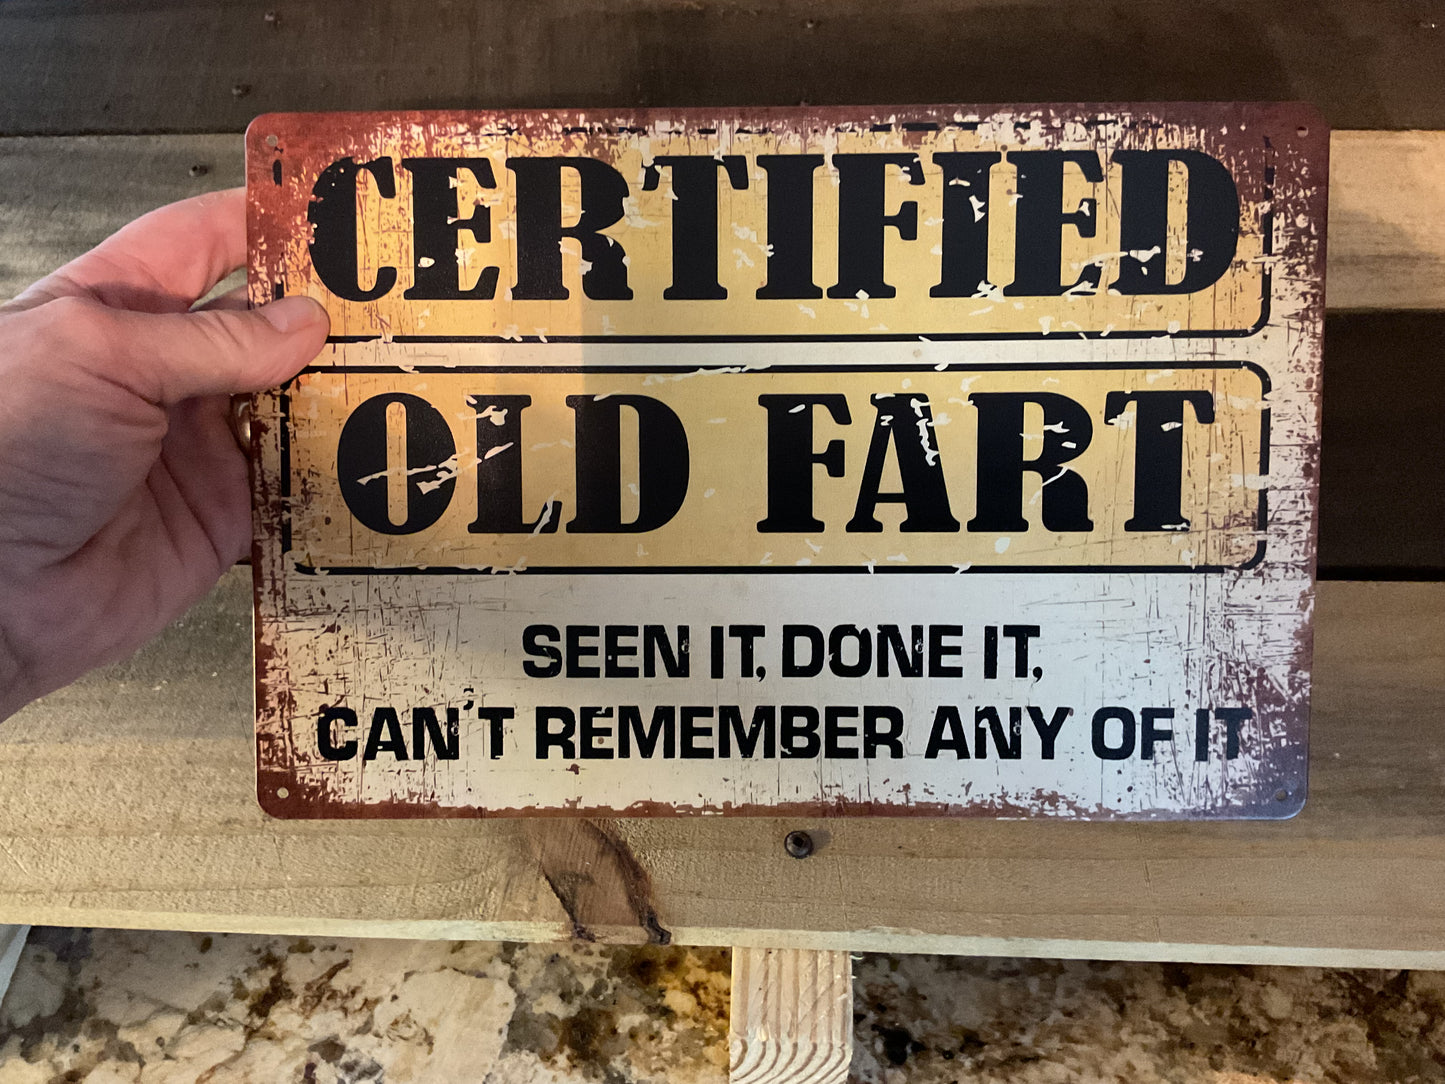 CERTIFIED
OLD FART
SEEN IT, DONE IT,
CAN'T REMEMBER ANY OF IT